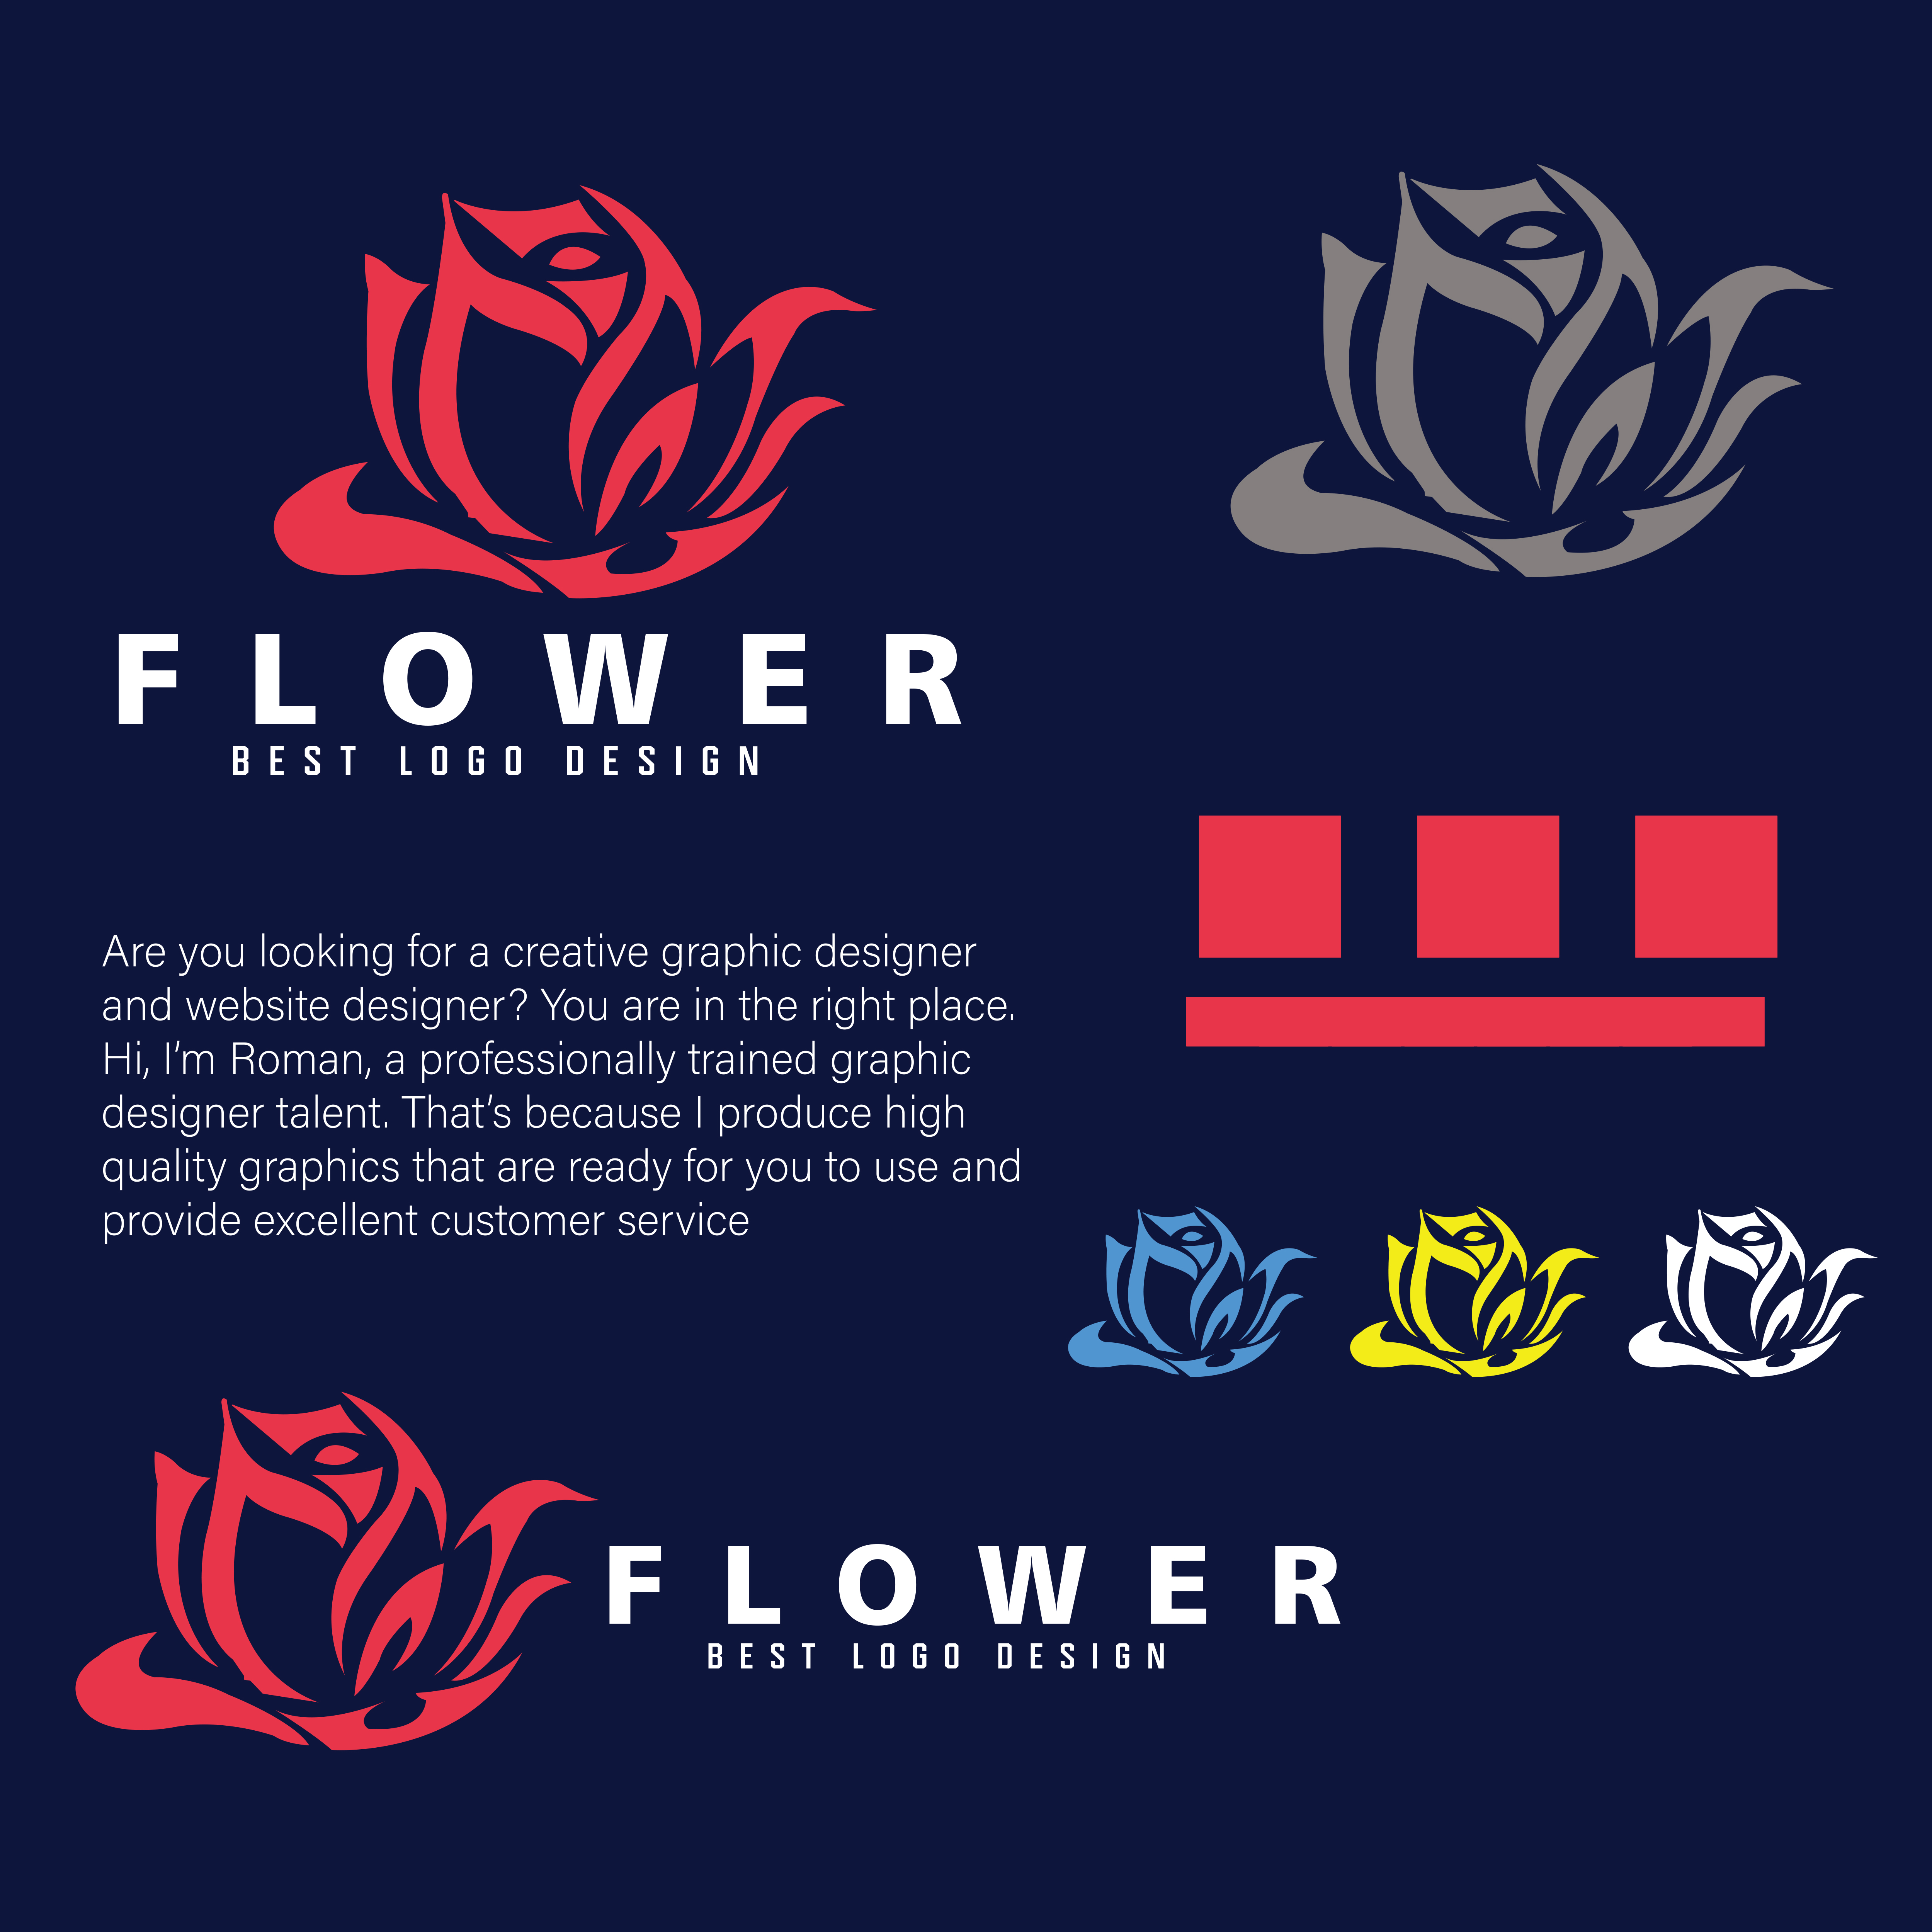 FLOWER
BEST LOGO DESIGN
Are you looking for a creative graphic designer
and website designer? You are in the right place.
Hi, I’m Roman, a professionally trained graphic
designer talent. That’s because I produce high
quality graphics that are ready for you to use and
provide excellent customer service
FLOWER
BEST LOGO DESIGN